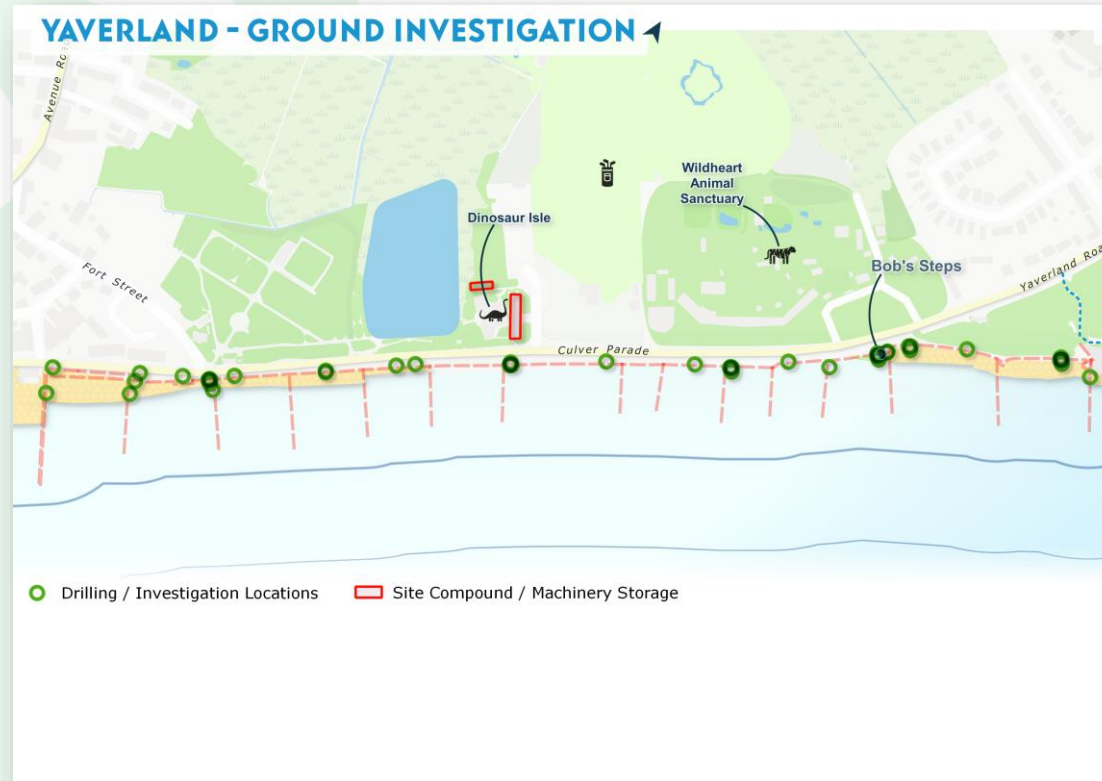 YAVERLAND - GROUND INVESTIGATION
Avenue Road
Wildheart
Animal
Sanctuary
Dinosaur Isle
Fort Street
Bob's Steps
Yaverland Roa
Culver Parade
Drilling / Investigation Locations
Site Compound / Machinery Storage